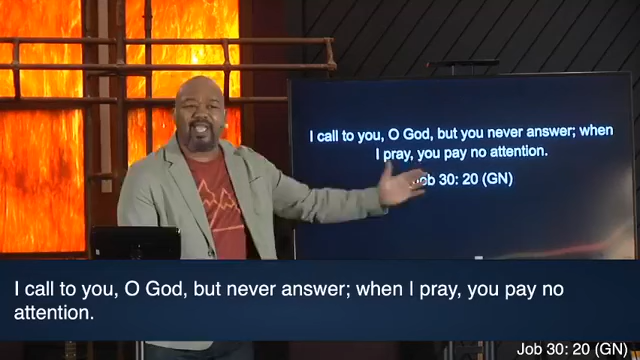 I call to you, O God, but you never answer; when
I pray, you pay no attention.
Job 30: 20 (GN)
I call to you, O God, but never answer; when I pray, you pay no
attention.
Job 30: 20 (GN)